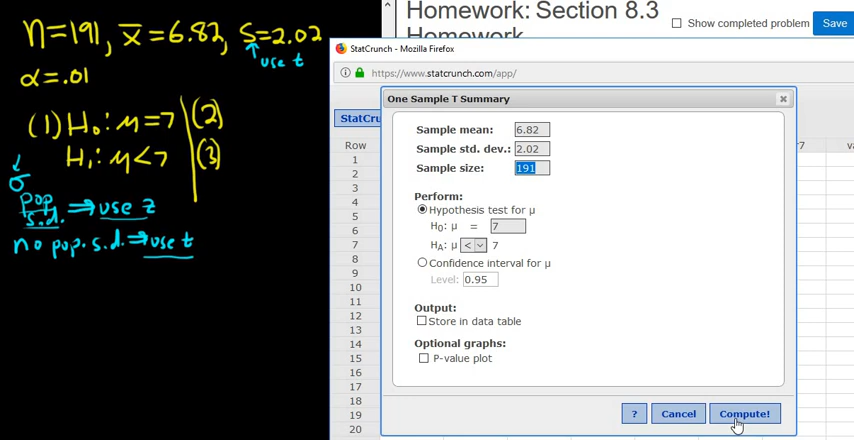 n=191, x̄=6.82, s=2.02
use t
α=.01
(1) H₀: μ=7 (2)
H₁: μ<7 (3)
σ
pop s.d. ⇒ use z
no pop. s.d. ⇒ use t
Homework: Section 8.3
Homework
Show completed problem
Save
StatCrunch - Mozilla Firefox
https://www.statcrunch.com/app/
StatCru
One Sample T Summary
Row
1
2
3
4
5
6
7
8
9
10
11
12
13
14
15
16
17
18
19
20
Sample mean: 6.82
Sample std. dev.: 2.02
Sample size: 191
Perform:
Hypothesis test for μ
H₀: μ = 7
Hᴀ: μ < 7
Confidence interval for μ
Level: 0.95
Output:
Store in data table
Optional graphs:
P-value plot
? Cancel Compute!